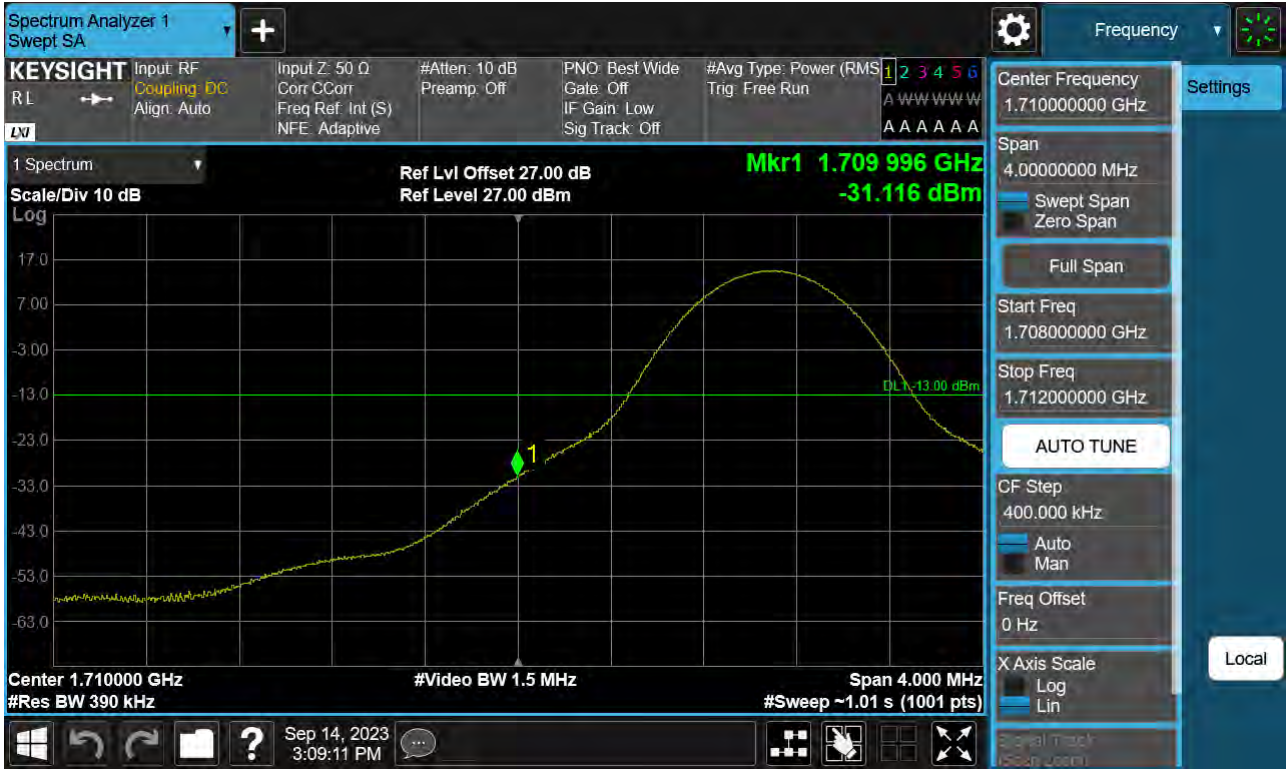 Spectrum Analyzer 1
Swept SA
+
Frequency
KEYSIGHT
RL
LXI
Input: RF
Coupling: DC
Align: Auto
Input Z: 50 Ω
Corr CCorr
Freq Ref: Int (S)
NFE: Adaptive
#Atten: 10 dB
Preamp: Off
PNO: Best Wide
Gate: Off
IF Gain: Low
Sig Track: Off
#Avg Type: Power (RMS
Trig: Free Run
1 2 3 4 5 6
A W W W W W
A A A A A A
1 Spectrum
Scale/Div 10 dB
Log
Ref Lvl Offset 27.00 dB
Ref Level 27.00 dBm
Mkr1 1.709 996 GHz
-31.116 dBm
17.0
7.00
-3.00
-13.0
-23.0
-33.0
-43.0
-53.0
-63.0
DL1 -13.00 dBm
1
Center 1.710000 GHz
#Res BW 390 kHz
#Video BW 1.5 MHz
Span 4.000 MHz
#Sweep ~1.01 s (1001 pts)
Center Frequency
1.710000000 GHz
Span
4.00000000 MHz
Swept Span
Zero Span
Full Span
Start Freq
1.708000000 GHz
Stop Freq
1.712000000 GHz
AUTO TUNE
CF Step
400.000 kHz
Auto
Man
Freq Offset
0 Hz
X Axis Scale
Log
Lin
Signal Track
(Span Zoom)
Settings
Local
?
Sep 14, 2023
3:09:11 PM